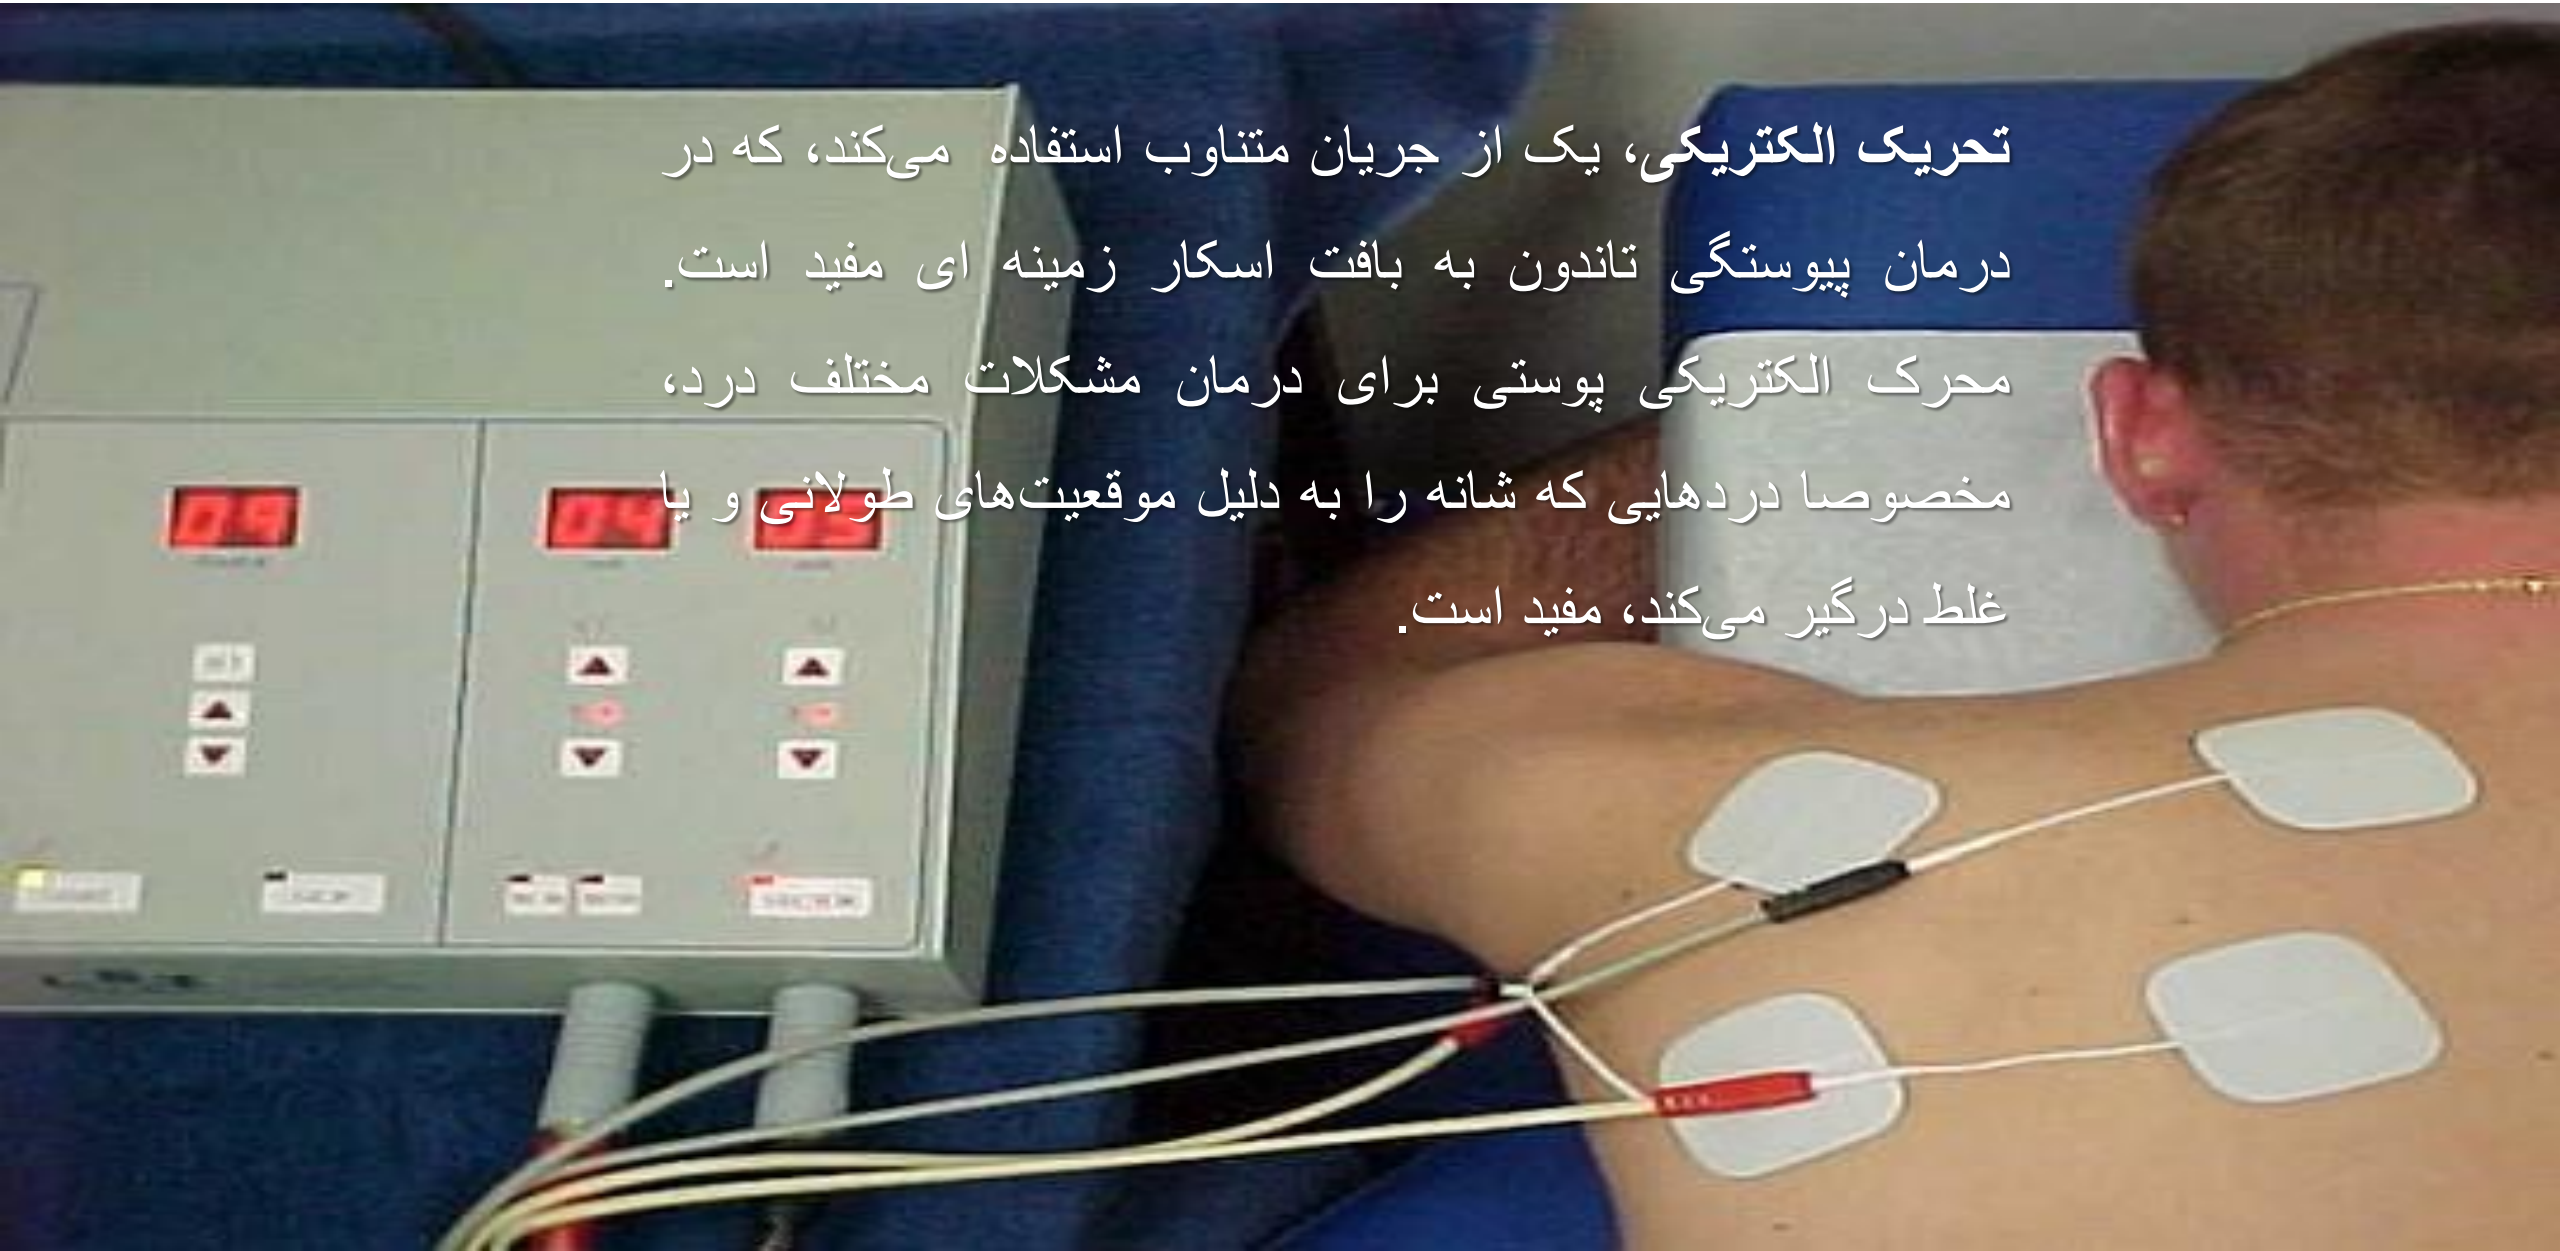 تحریک الکتریکی، یک از جریان متناوب استفاده می‌کند، که در
درمان پیوستگی تاندون به بافت اسکار زمینه ای مفید است.
محرک الکتریکی پوستی برای درمان مشکلات مختلف درد،
مخصوصا دردهایی که شانه را به دلیل موقعیت‌های طولانی و یا
غلط درگیر می‌کند، مفید است.
09 04